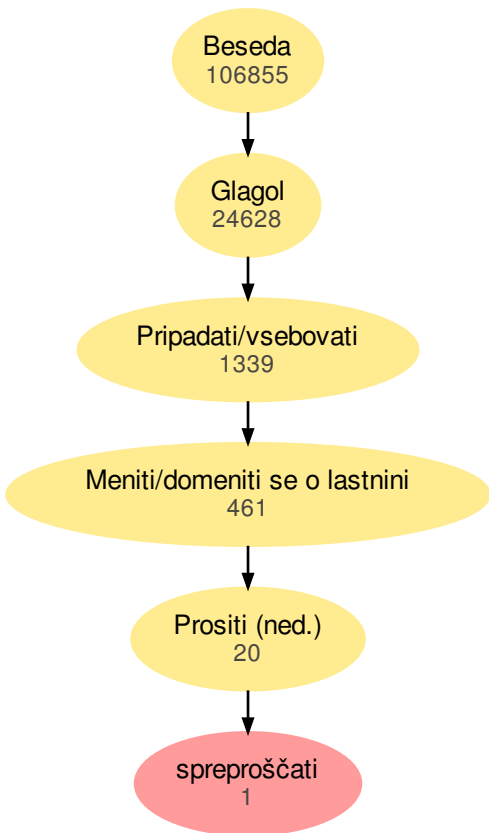 Beseda
106855
Glagol
24628
Pripadati/vsebovati
1339
Meniti/domeniti se o lastnini
461
Prositi (ned.)
20
spreproščati
1